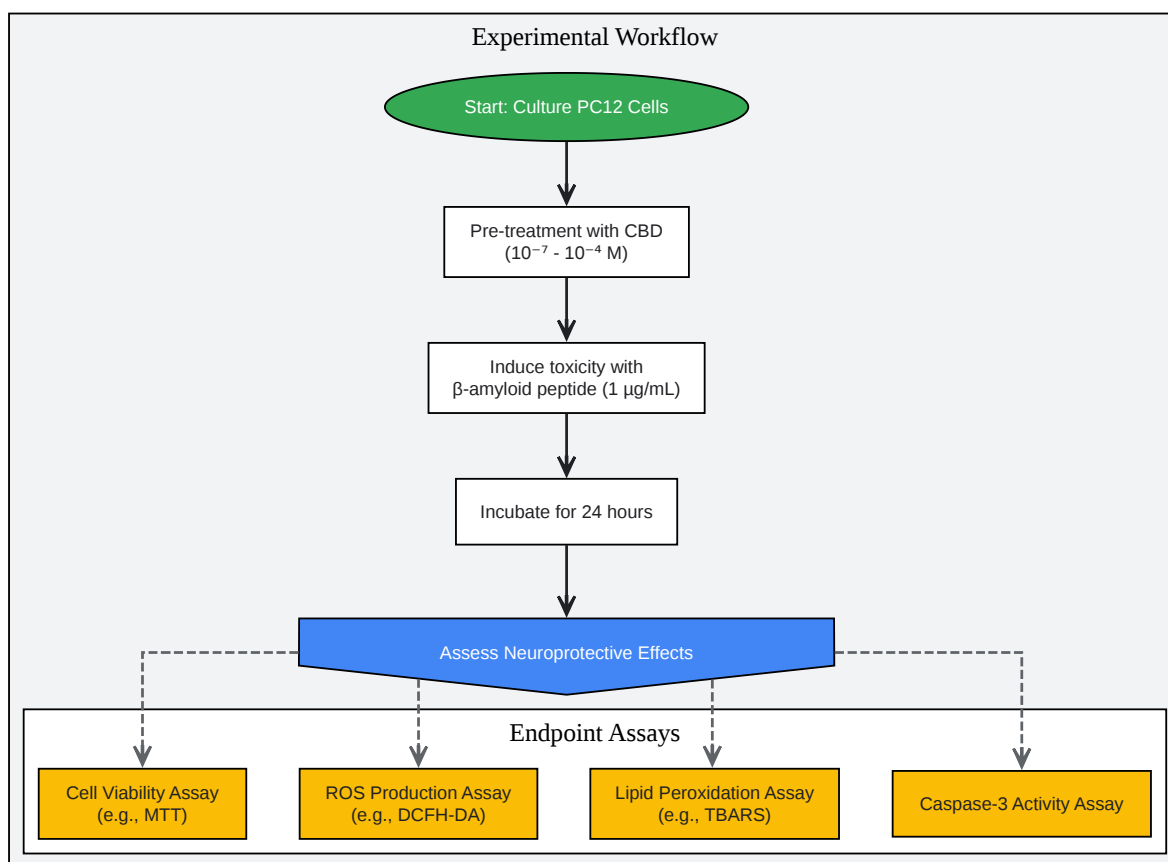 Experimental Workflow
Start: Culture PC12 Cells
Pre-treatment with CBD
(10⁻⁷ - 10⁻⁴ M)
Induce toxicity with
β-amyloid peptide (1 µg/mL)
Incubate for 24 hours
Assess Neuroprotective Effects
Endpoint Assays
Cell Viability Assay
(e.g., MTT)
ROS Production Assay
(e.g., DCFH-DA)
Lipid Peroxidation Assay
(e.g., TBARS)
Caspase-3 Activity Assay